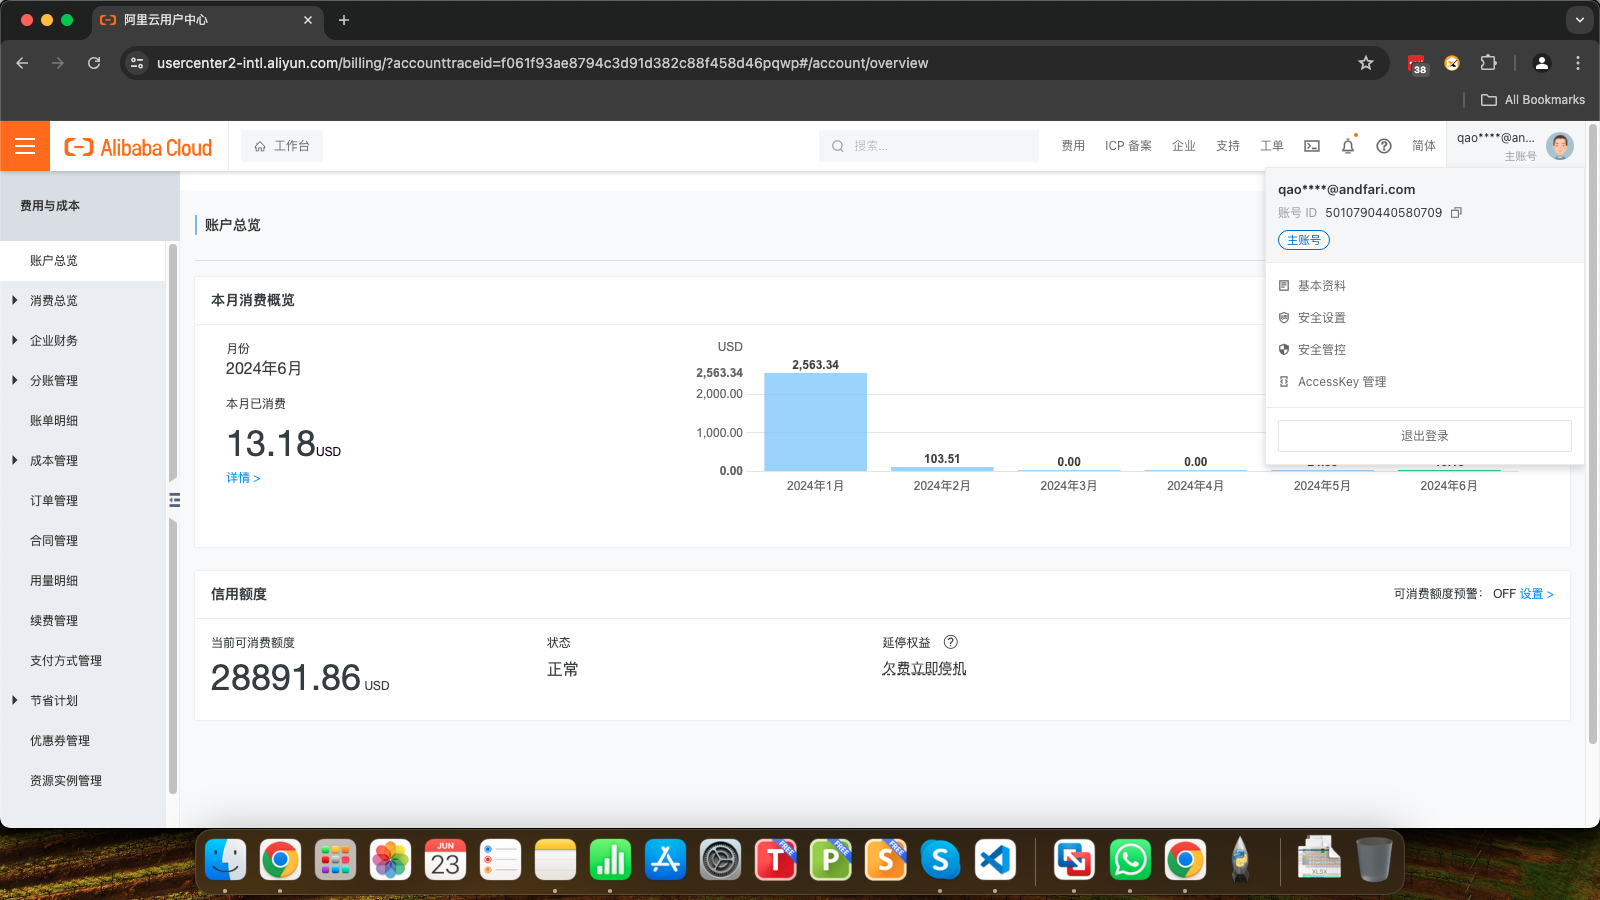 阿里云用户中心
usercenter2-intl.aliyun.com/billing/?accounttraceid=f061f93ae8794c3d91d382c88f458d46pqwp#/account/overview
38
All Bookmarks
Alibaba Cloud
工作台
搜索...
费用
ICP 备案
企业
支持
工单
简体
qao****@an...
主账号
qao****@andfari.com
账号 ID 5010790440580709
主账号
基本资料
安全设置
安全管控
AccessKey 管理
退出登录
费用与成本
账户总览
消费总览
企业财务
分账管理
账单明细
成本管理
订单管理
合同管理
用量明细
续费管理
支付方式管理
节省计划
优惠券管理
资源实例管理
账户总览
本月消费概览
月份
2024年6月
本月已消费
13.18USD
详情 >
USD
2,563.34
2,000.00
1,000.00
0.00
2,563.34
103.51
0.00
0.00
2024年1月
2024年2月
2024年3月
2024年4月
2024年5月
2024年6月
信用额度
可消费额度预警: OFF 设置 >
当前可消费额度
28891.86 USD
状态
正常
延停权益
欠费立即停机
JUN
23
T
FREE
P
FREE
S
FREE
S
XLSX